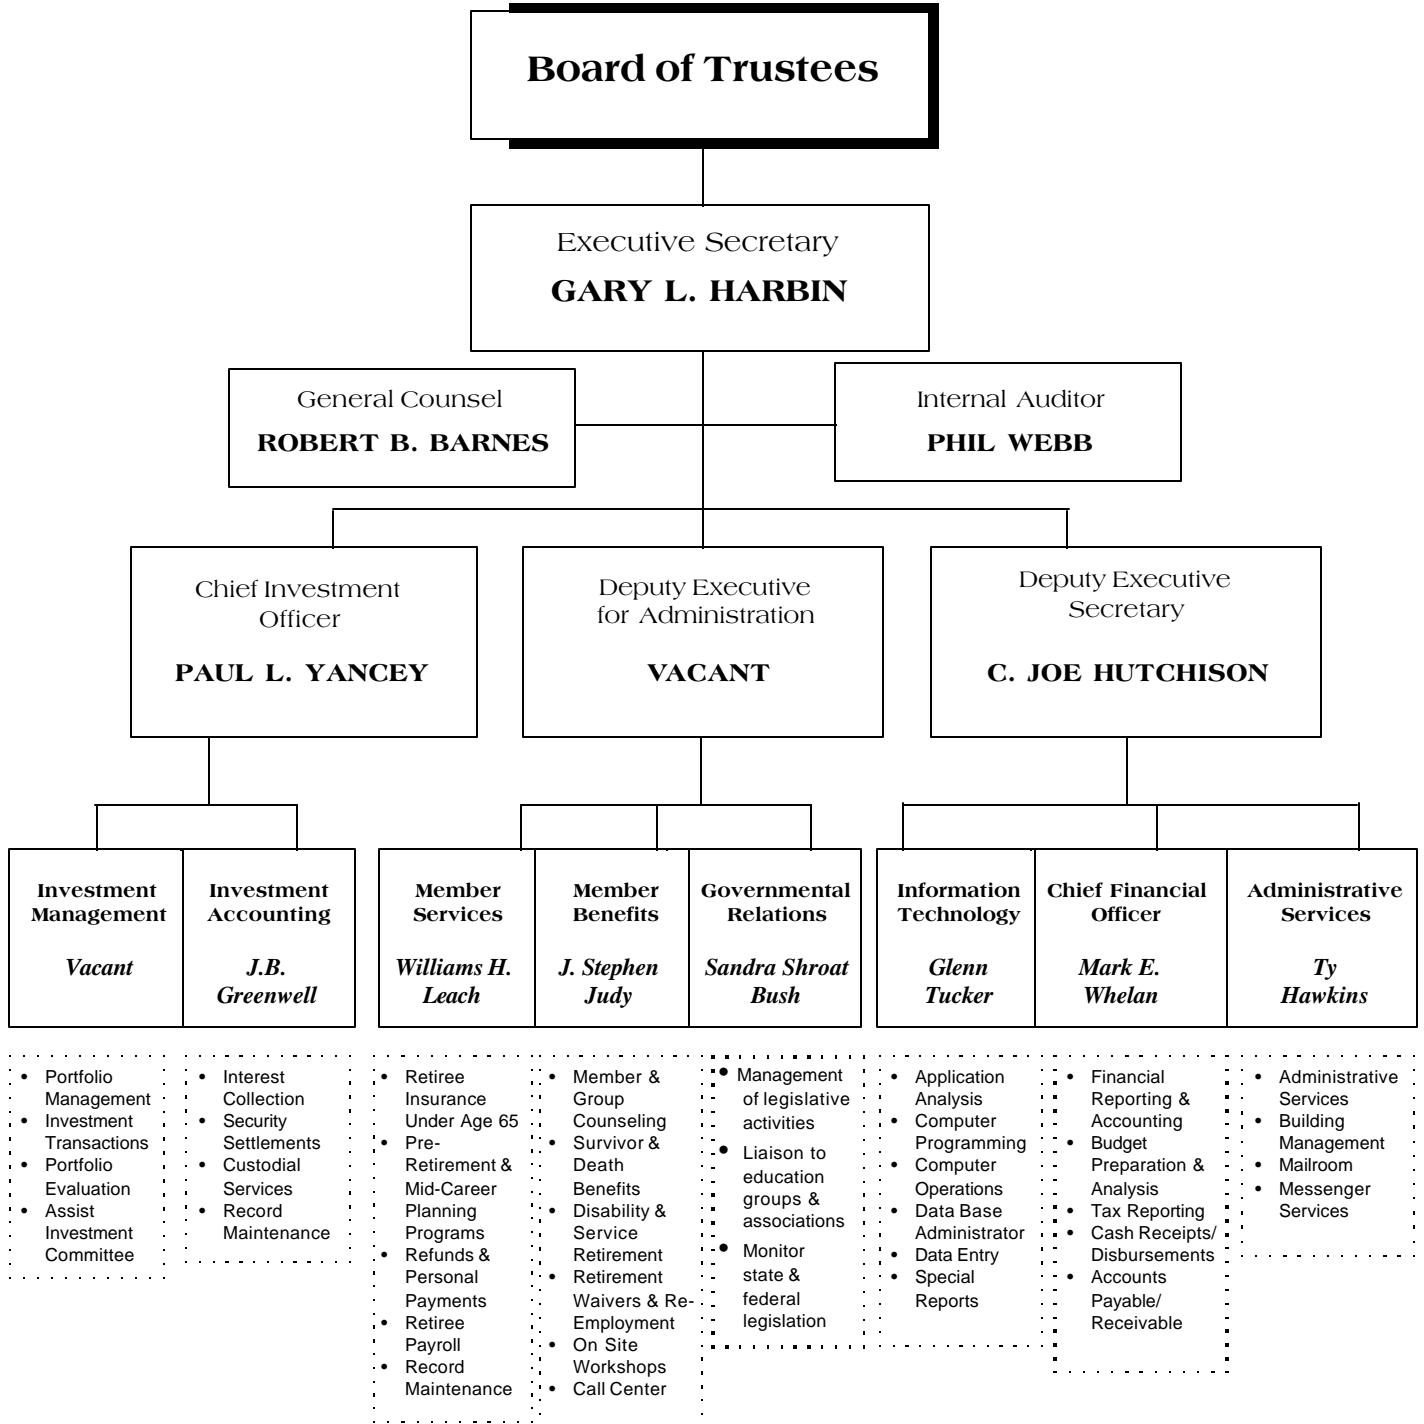 Board of Trustees
Executive Secretary
GARY L. HARBIN
General Counsel
ROBERT B. BARNES
Internal Auditor
PHIL WEBB
Chief Investment
Officer
PAUL L. YANCEY
Deputy Executive
for Administration
VACANT
Deputy Executive
Secretary
C. JOE HUTCHISON
Investment
Management
Vacant
Investment
Accounting
J.B.
Greenwell
Member
Services
Williams H.
Leach
Member
Benefits
J. Stephen
Judy
Governmental
Relations
Sandra Shroat
Bush
Information
Technology
Glenn
Tucker
Chief Financial
Officer
Mark E.
Whelan
Administrative
Services
Ty
Hawkins
• Portfolio
Management
• Investment
Transactions
• Portfolio
Evaluation
• Assist
Investment
Committee
• Interest
Collection
• Security
Settlements
• Custodial
Services
• Record
Maintenance
• Retiree
Insurance
Under Age 65
• Pre-
Retirement &
Mid-Career
Planning
Programs
• Refunds &
Personal
Payments
• Retiree
Payroll
• Record
Maintenance
• Member &
Group
Counseling
• Survivor &
Death
Benefits
• Disability &
Service
Retirement
• Retirement
Waivers & Re-
Employment
• On Site
Workshops
• Call Center
• Management
of legislative
activities
• Liaison to
education
groups &
associations
• Monitor
state &
federal
legislation
• Application
Analysis
• Computer
Programming
• Computer
Operations
• Data Base
Administrator
• Data Entry
• Special
Reports
• Financial
Reporting &
Accounting
• Budget
Preparation &
Analysis
• Tax Reporting
• Cash Receipts/
Disbursements
• Accounts
Payable/
Receivable
• Administrative
Services
• Building
Management
• Mailroom
• Messenger
Services